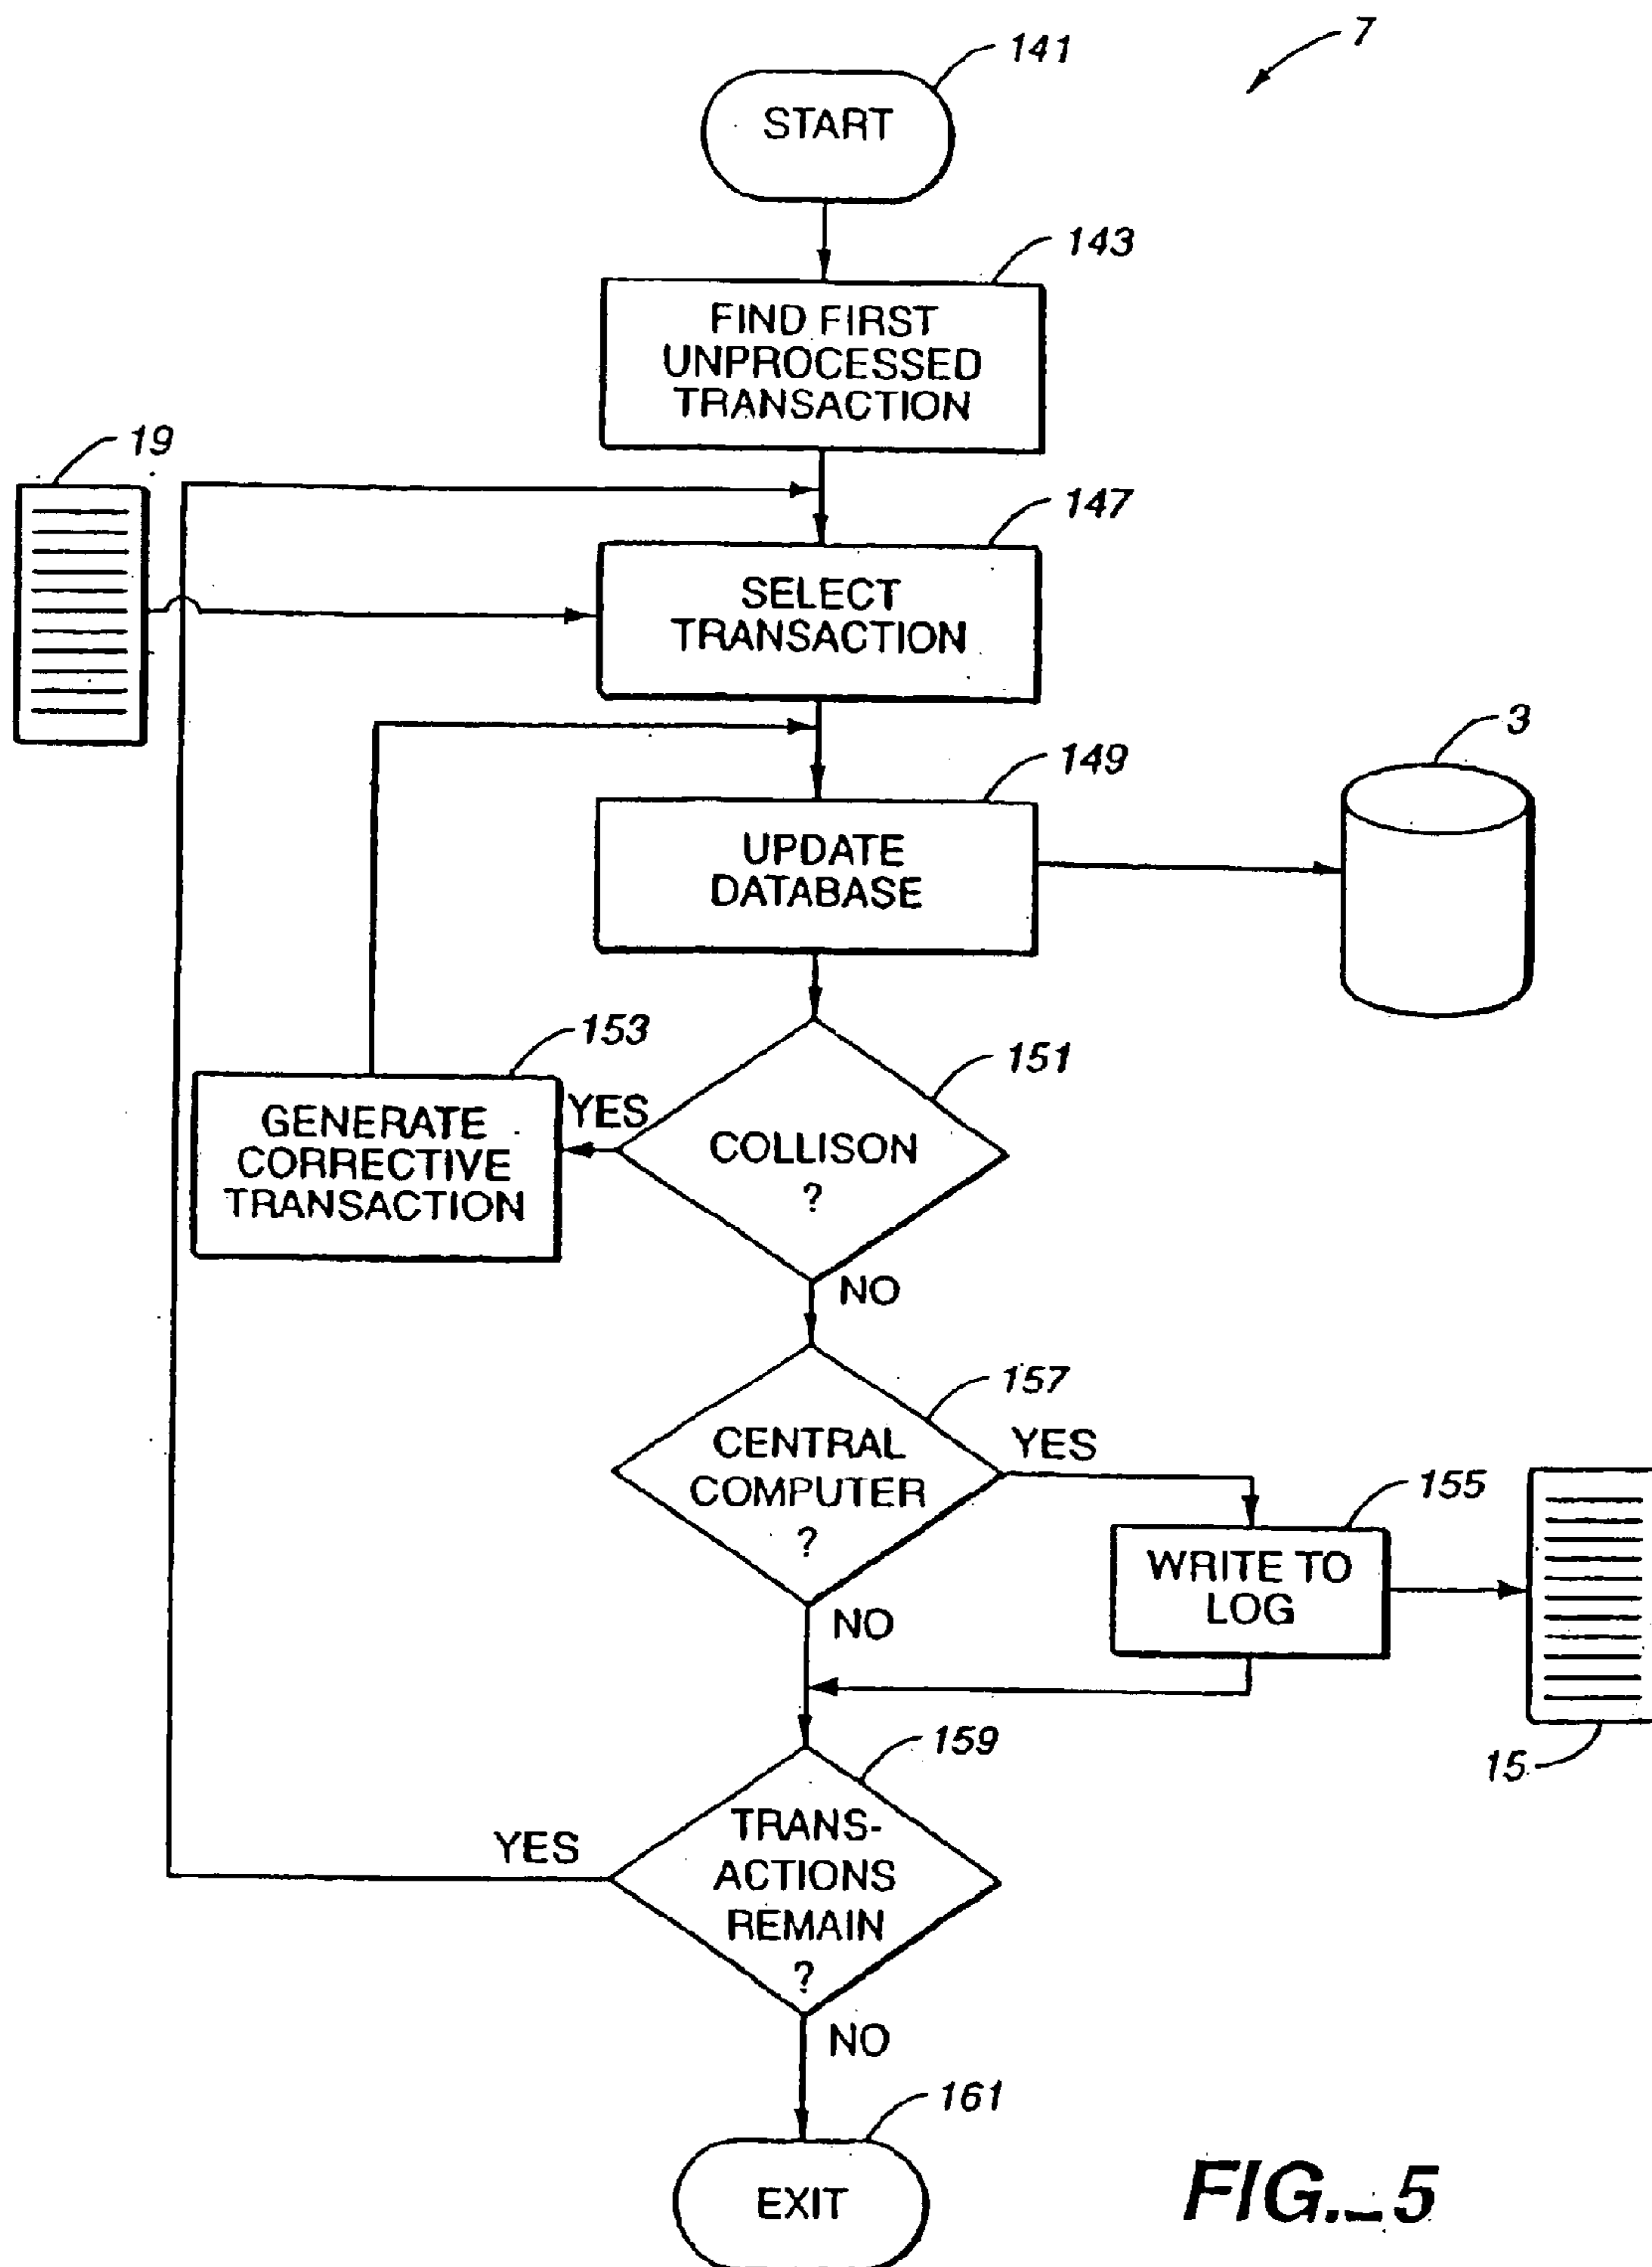 7
141
START
143
FIND FIRST
UNPROCESSED
TRANSACTION
19
147
SELECT
TRANSACTION
3
149
UPDATE
DATABASE
153
151
GENERATE
CORRECTIVE
TRANSACTION
YES
COLLISON
?
NO
157
CENTRAL
COMPUTER
?
YES
155
WRITE TO
LOG
NO
15
159
TRANS-
ACTIONS
REMAIN
?
YES
NO
161
EXIT
FIG._5